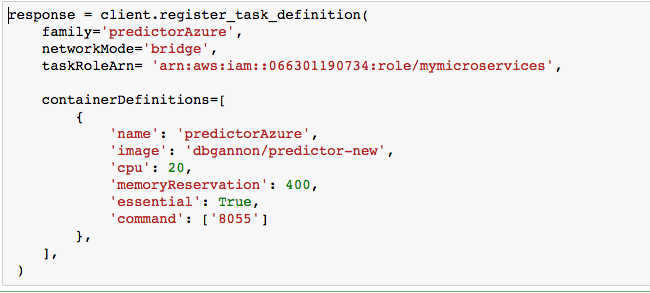 response = client.register_task_definition(
    family='predictorAzure',
    networkMode='bridge',
    taskRoleArn= 'arn:aws:iam::066301190734:role/mymicroservices',
    containerDefinitions=[
        {
            'name': 'predictorAzure',
            'image': 'dbgannon/predictor-new',
            'cpu': 20,
            'memoryReservation': 400,
            'essential': True,
            'command': ['8055']
        },
    ],
 )